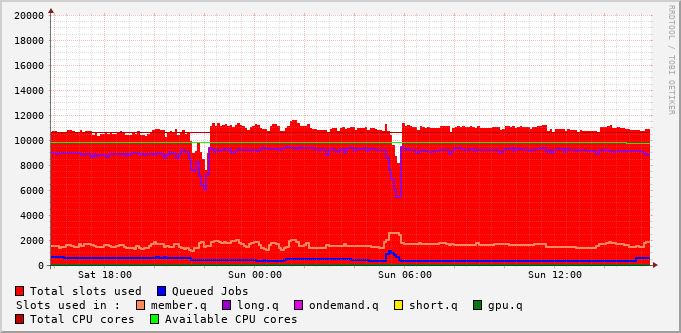 20000
18000
16000
14000
12000
10000
8000
6000
4000
2000
0
Sat 18:00 Sun 00:00 Sun 06:00 Sun 12:00
RRDTOOL / TOBI OETIKER
Total slots used Queued Jobs
Slots used in : member.q long.q ondemand.q short.q gpu.q
Total CPU cores Available CPU cores